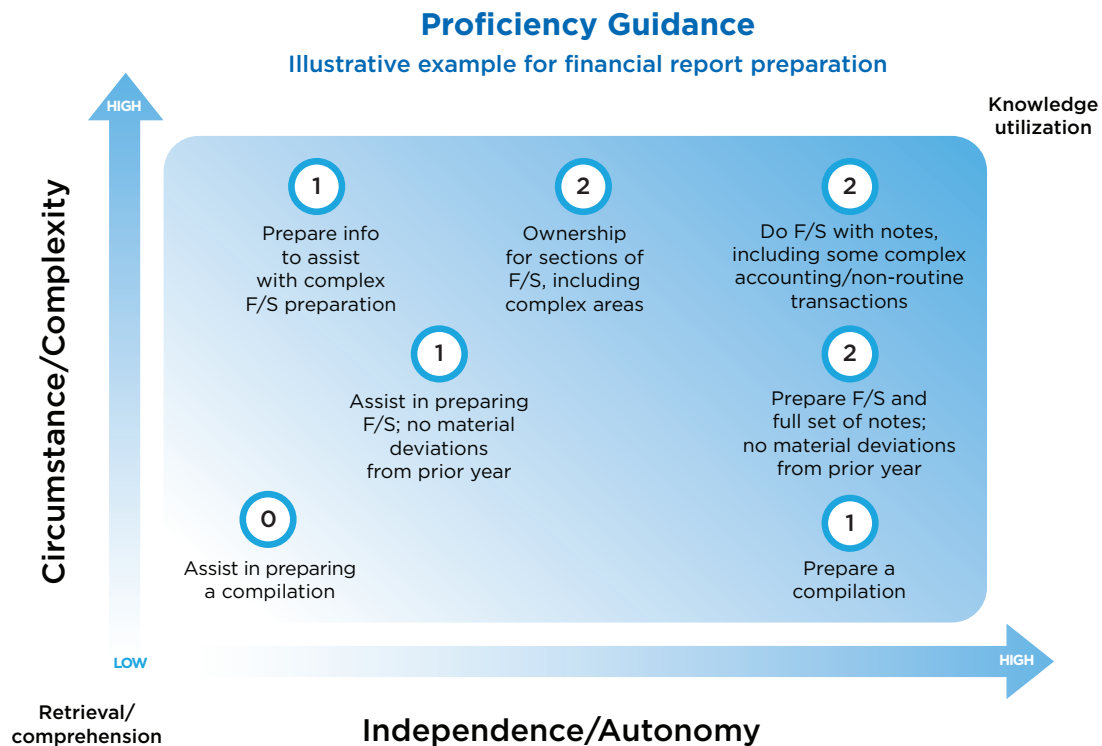 Proficiency Guidance
Illustrative example for financial report preparation
HIGH
Knowledge
utilization
Circumstance/Complexity
1
Prepare info
to assist
with complex
F/S preparation
2
Ownership
for sections of
F/S, including
complex areas
2
Do F/S with notes,
including some complex
accounting/non-routine
transactions
1
Assist in preparing
F/S; no material
deviations
from prior year
2
Prepare F/S and
full set of notes;
no material deviations
from prior year
0
Assist in preparing
a compilation
1
Prepare a
compilation
LOW
HIGH
Retrieval/
comprehension
Independence/Autonomy